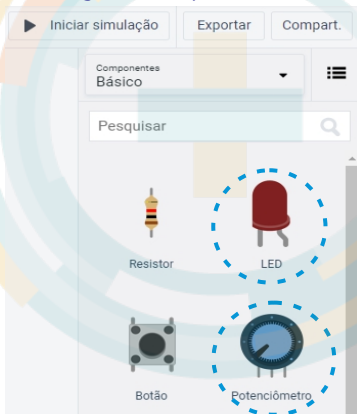 Iniciar simulação Exportar Compart.
Componentes
Básico
Pesquisar
Resistor LED
Botão Potenciômetro